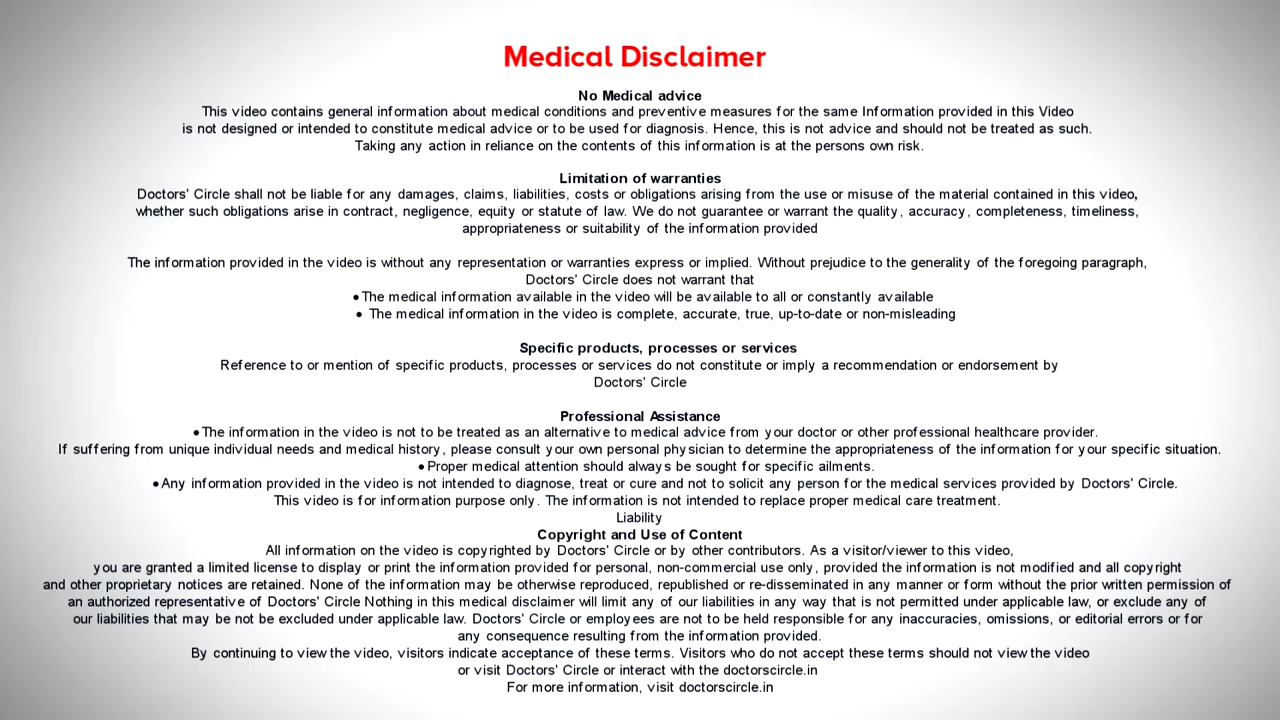 Medical Disclaimer
No Medical advice
This video contains general information about medical conditions and preventive measures for the same Information provided in this Video
is not designed or intended to constitute medical advice or to be used for diagnosis. Hence, this is not advice and should not be treated as such.
Taking any action in reliance on the contents of this information is at the persons own risk.
Limitation of warranties
Doctors' Circle shall not be liable for any damages, claims, liabilities, costs or obligations arising from the use or misuse of the material contained in this video,
whether such obligations arise in contract, negligence, equity or statute of law. We do not guarantee or warrant the quality, accuracy, completeness, timeliness,
appropriateness or suitability of the information provided
The information provided in the video is without any representation or warranties express or implied. Without prejudice to the generality of the foregoing paragraph,
Doctors' Circle does not warrant that
•The medical information available in the video will be available to all or constantly available
• The medical information in the video is complete, accurate, true, up-to-date or non-misleading
Specific products, processes or services
Reference to or mention of specific products, processes or services do not constitute or imply a recommendation or endorsement by
Doctors' Circle
Professional Assistance
•The information in the video is not to be treated as an alternative to medical advice from your doctor or other professional healthcare provider.
If suffering from unique individual needs and medical history, please consult your own personal physician to determine the appropriateness of the information for your specific situation.
•Proper medical attention should always be sought for specific ailments.
•Any information provided in the video is not intended to diagnose, treat or cure and not to solicit any person for the medical services provided by Doctors' Circle.
This video is for information purpose only. The information is not intended to replace proper medical care treatment.
Liability
Copyright and Use of Content
All information on the video is copyrighted by Doctors' Circle or by other contributors. As a visitor/viewer to this video,
you are granted a limited license to display or print the information provided for personal, non-commercial use only, provided the information is not modified and all copyright
and other proprietary notices are retained. None of the information may be otherwise reproduced, republished or re-disseminated in any manner or form without the prior written permission of
an authorized representative of Doctors' Circle Nothing in this medical disclaimer will limit any of our liabilities in any way that is not permitted under applicable law, or exclude any of
our liabilities that may be not be excluded under applicable law. Doctors' Circle or employees are not to be held responsible for any inaccuracies, omissions, or editorial errors or for
any consequence resulting from the information provided.
By continuing to view the video, visitors indicate acceptance of these terms. Visitors who do not accept these terms should not view the video
or visit Doctors' Circle or interact with the doctorscircle.in
For more information, visit doctorscircle.in